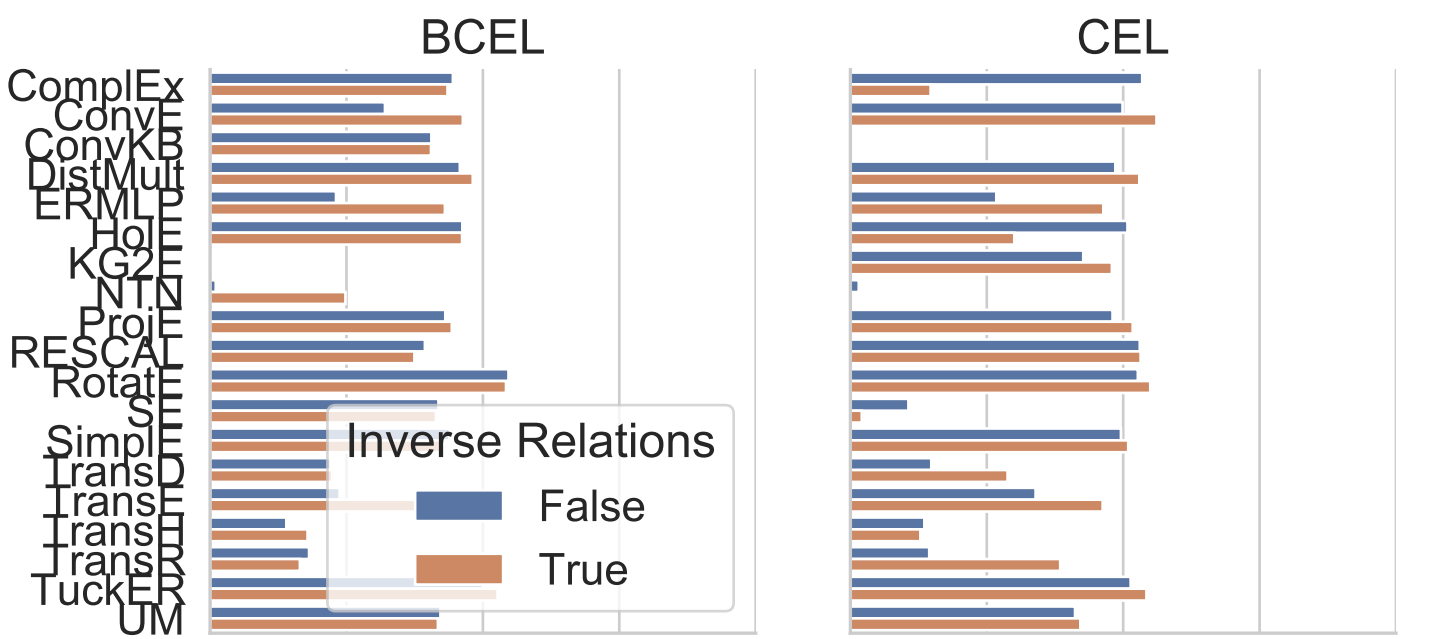 BCEL
CEL
ComplEx
ConvE
ConvKB
DistMult
ERMLP
HolE
KG2E
NTN
ProjE
RESCAL
RotatE
SE
SimplE
TransD
TransE
TransH
TransR
TuckER
UM
Inverse Relations
False
True